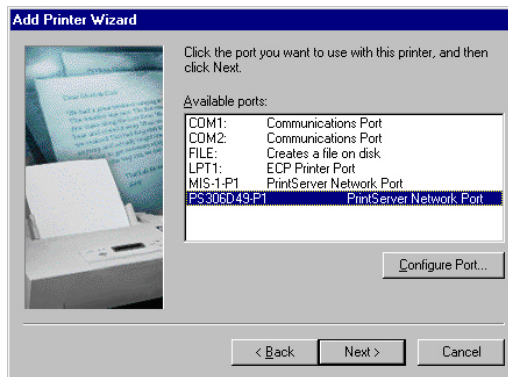 Add Printer Wizard
Click the port you want to use with this printer, and then
click Next.
Available ports:
COM1: Communications Port
COM2: Communications Port
FILE: Creates a file on disk
LPT1: ECP Printer Port
MIS-1-P1 PrintServer Network Port
PS306D49-P1 PrintServer Network Port
Configure Port...
< Back
Next >
Cancel